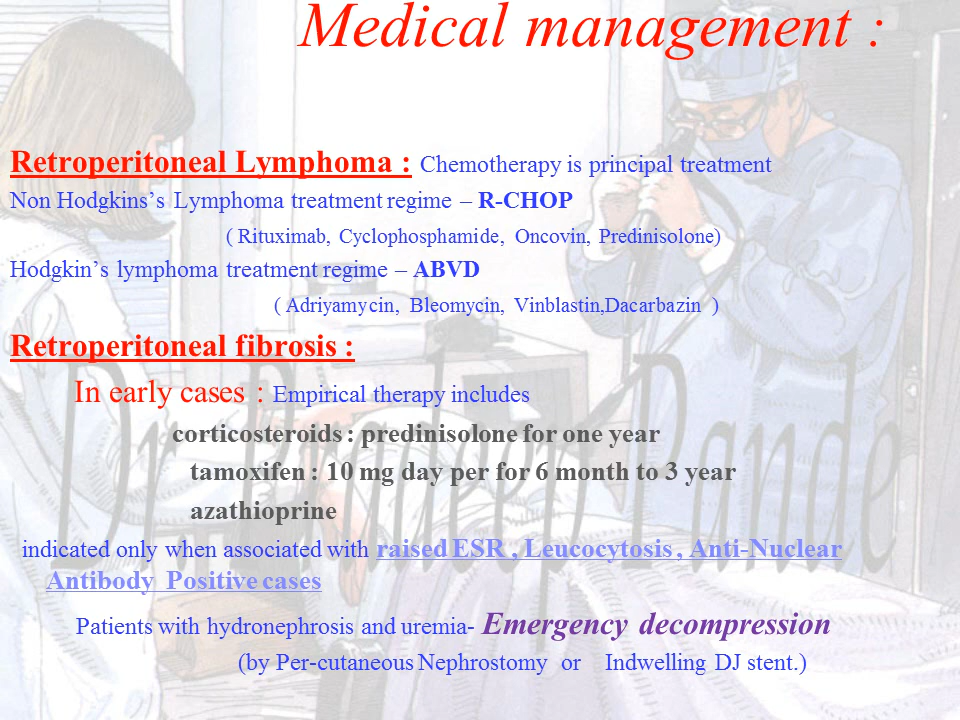 Medical management :
Retroperitoneal Lymphoma : Chemotherapy is principal treatment
Non Hodgkins's Lymphoma treatment regime – R-CHOP
( Rituximab, Cyclophosphamide, Oncovin, Predinisolone)
Hodgkin's lymphoma treatment regime – ABVD
( Adriyamycin, Bleomycin, Vinblastin,Dacarbazin )
Retroperitoneal fibrosis :
In early cases : Empirical therapy includes
corticosteroids : predinisolone for one year
tamoxifen : 10 mg day per for 6 month to 3 year
azathioprine
indicated only when associated with raised ESR , Leucocytosis , Anti-Nuclear
Antibody Positive cases
Patients with hydronephrosis and uremia- Emergency decompression
(by Per-cutaneous Nephrostomy or Indwelling DJ stent.)